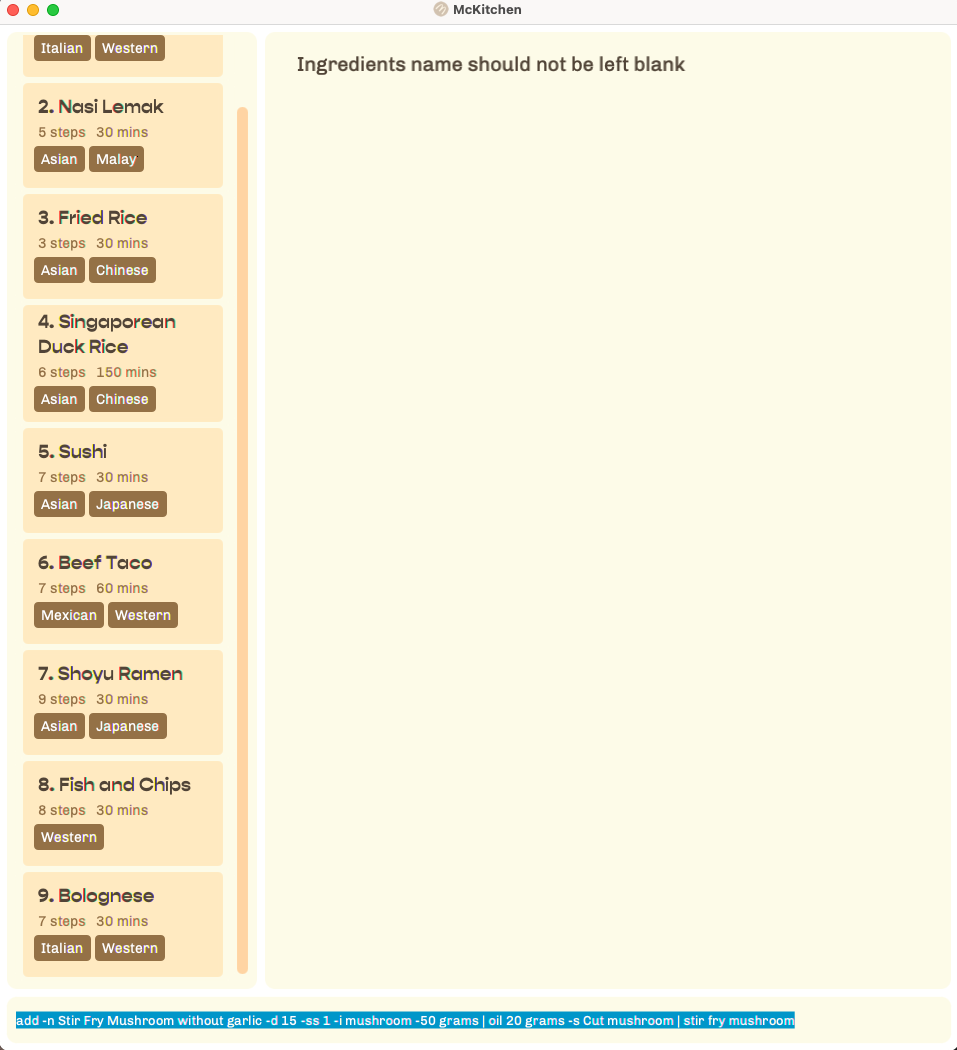 McKitchen
Italian Western
2. Nasi Lemak
5 steps 30 mins
Asian Malay
3. Fried Rice
3 steps 30 mins
Asian Chinese
4. Singaporean
Duck Rice
6 steps 150 mins
Asian Chinese
5. Sushi
7 steps 30 mins
Asian Japanese
6. Beef Taco
7 steps 60 mins
Mexican Western
7. Shoyu Ramen
9 steps 30 mins
Asian Japanese
8. Fish and Chips
8 steps 30 mins
Western
9. Bolognese
7 steps 30 mins
Italian Western
Ingredients name should not be left blank
add -n Stir Fry Mushroom without garlic -d 15 -ss 1 -i mushroom -50 grams | oil 20 grams -s Cut mushroom | stir fry mushroom